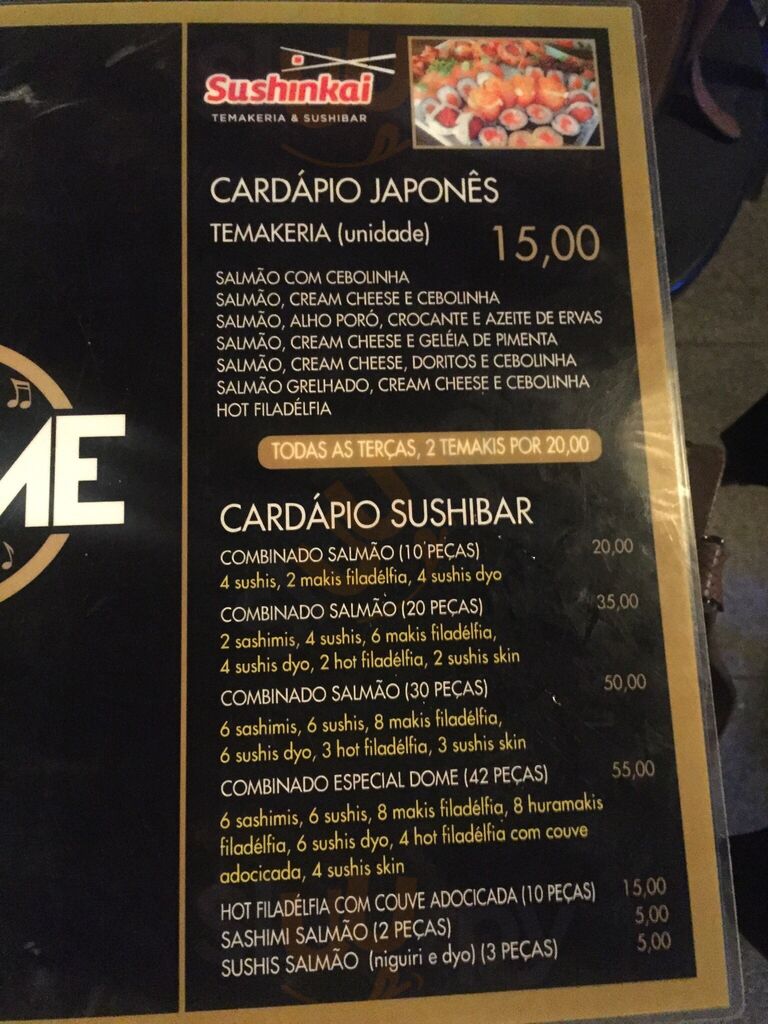 Sushinkai
TEMAKERIA & SUSHIBAR
CARDÁPIO JAPONÊS
TEMAKERIA (unidade) 15,00
SALMÃO COM CEBOLINHA
SALMÃO, CREAM CHEESE E CEBOLINHA
SALMÃO, ALHO PORÓ, CROCANTE E AZEITE DE ERVAS
SALMÃO, CREAM CHEESE E GELÉIA DE PIMENTA
SALMÃO, CREAM CHEESE, DORITOS E CEBOLINHA
SALMÃO GRELHADO, CREAM CHEESE E CEBOLINHA
HOT FILADÉLFIA
TODAS AS TERÇAS, 2 TEMAKIS POR 20,00
CARDÁPIO SUSHIBAR
COMBINADO SALMÃO (10 PEÇAS) 20,00
4 sushis, 2 makis filadélfia, 4 sushis dyo
COMBINADO SALMÃO (20 PEÇAS) 35,00
2 sashimis, 4 sushis, 6 makis filadélfia,
4 sushis dyo, 2 hot filadélfia, 2 sushis skin
COMBINADO SALMÃO (30 PEÇAS) 50,00
6 sashimis, 6 sushis, 8 makis filadélfia,
6 sushis dyo, 3 hot filadélfia, 3 sushis skin
COMBINADO ESPECIAL DOME (42 PEÇAS) 55,00
6 sashimis, 6 sushis, 8 makis filadélfia, 8 huramakis
filadélfia, 6 sushis dyo, 4 hot filadélfia com couve
adocicada, 4 sushis skin
HOT FILADÉLFIA COM COUVE ADOCICADA (10 PEÇAS) 15,00
SASHIMI SALMÃO (2 PEÇAS) 5,00
SUSHIS SALMÃO (niguiri e dyo) (3 PEÇAS) 5,00